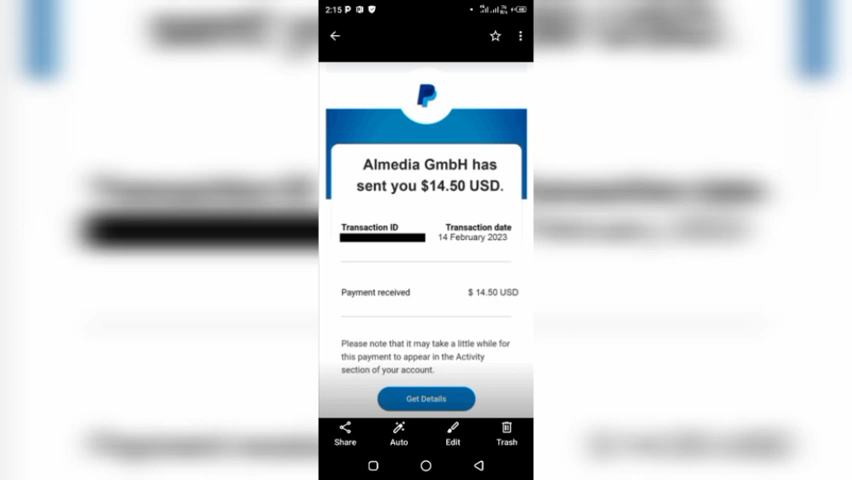 2:15
Almedia GmbH has
sent you $14.50 USD.
Transaction ID
Transaction date
14 February 2023
Payment received
$ 14.50 USD
Please note that it may take a little while for
this payment to appear in the Activity
section of your account.
Get Details
Share
Auto
Edit
Trash